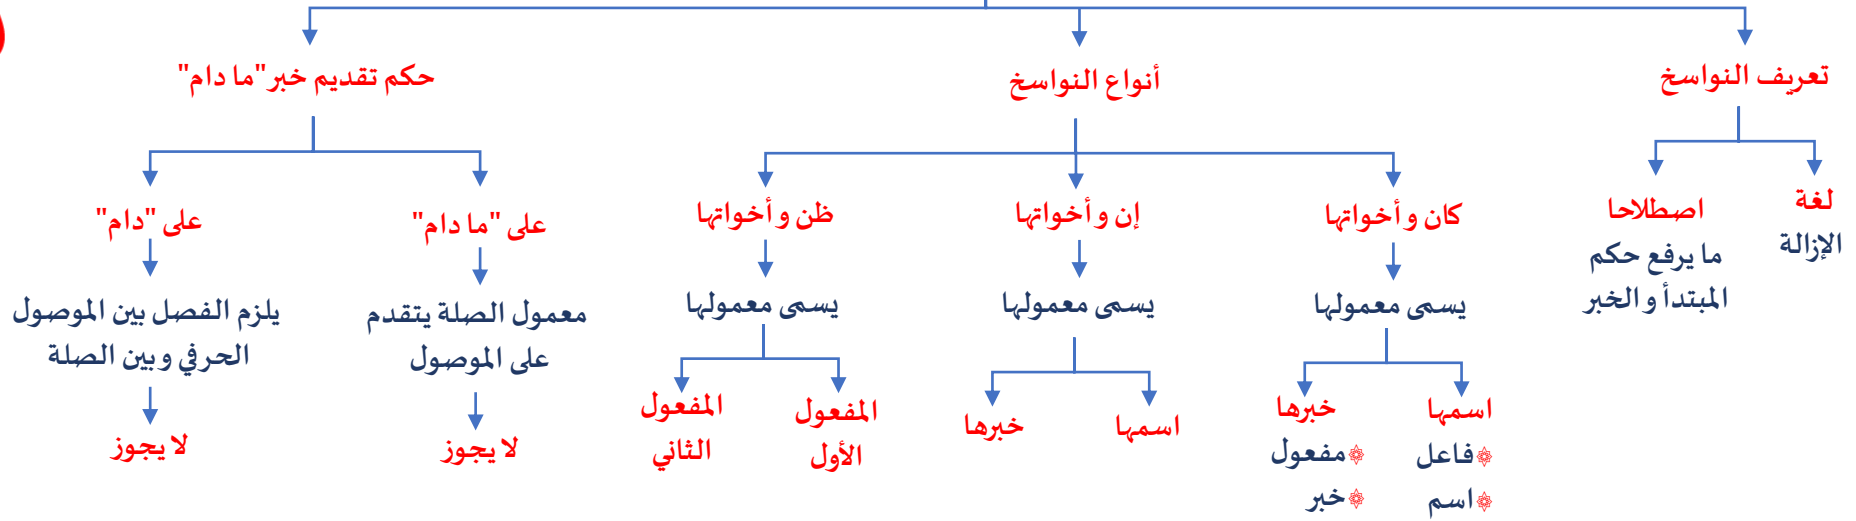 تعريف النواسخ
أنواع النواسخ
حكم تقديم خبر "ما دام"
لغة
الإزالة
اصطلاحا
ما يرفع حكم
المبتدأ و الخبر
كان و أخواتها
يسمى معمولها
اسمها
فاعل
اسم
خبرها
مفعول
خبر
إن و أخواتها
يسمى معمولها
اسمها
خبرها
ظن و أخواتها
يسمى معمولها
المفعول
الأول
المفعول
الثاني
على "ما دام"
معمول الصلة يتقدم
على الموصول
لا يجوز
على "دام"
يلزم الفصل بين الموصول
الحرفي و بين الصلة
لا يجوز